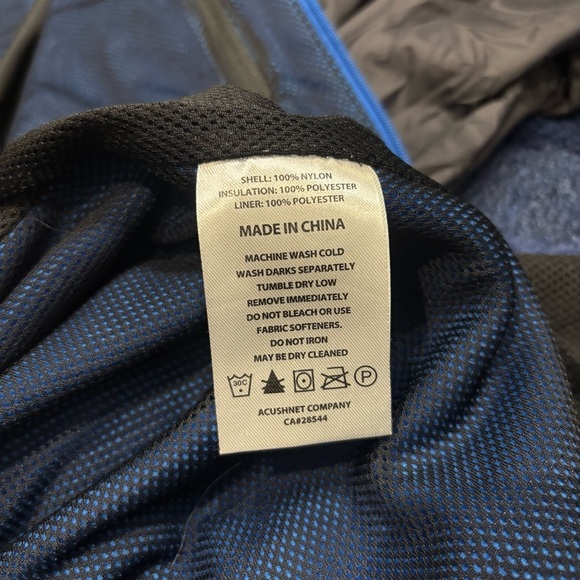 SHELL: 100% NYLON
INSULATION: 100% POLYESTER
LINER: 100% POLYESTER
MADE IN CHINA
MACHINE WASH COLD
WASH DARKS SEPARATELY
TUMBLE DRY LOW
REMOVE IMMEDIATELY
DO NOT BLEACH OR USE
FABRIC SOFTENERS.
DO NOT IRON
MAY BE DRY CLEANED
30C P
ACUSHNET COMPANY
CA#28544